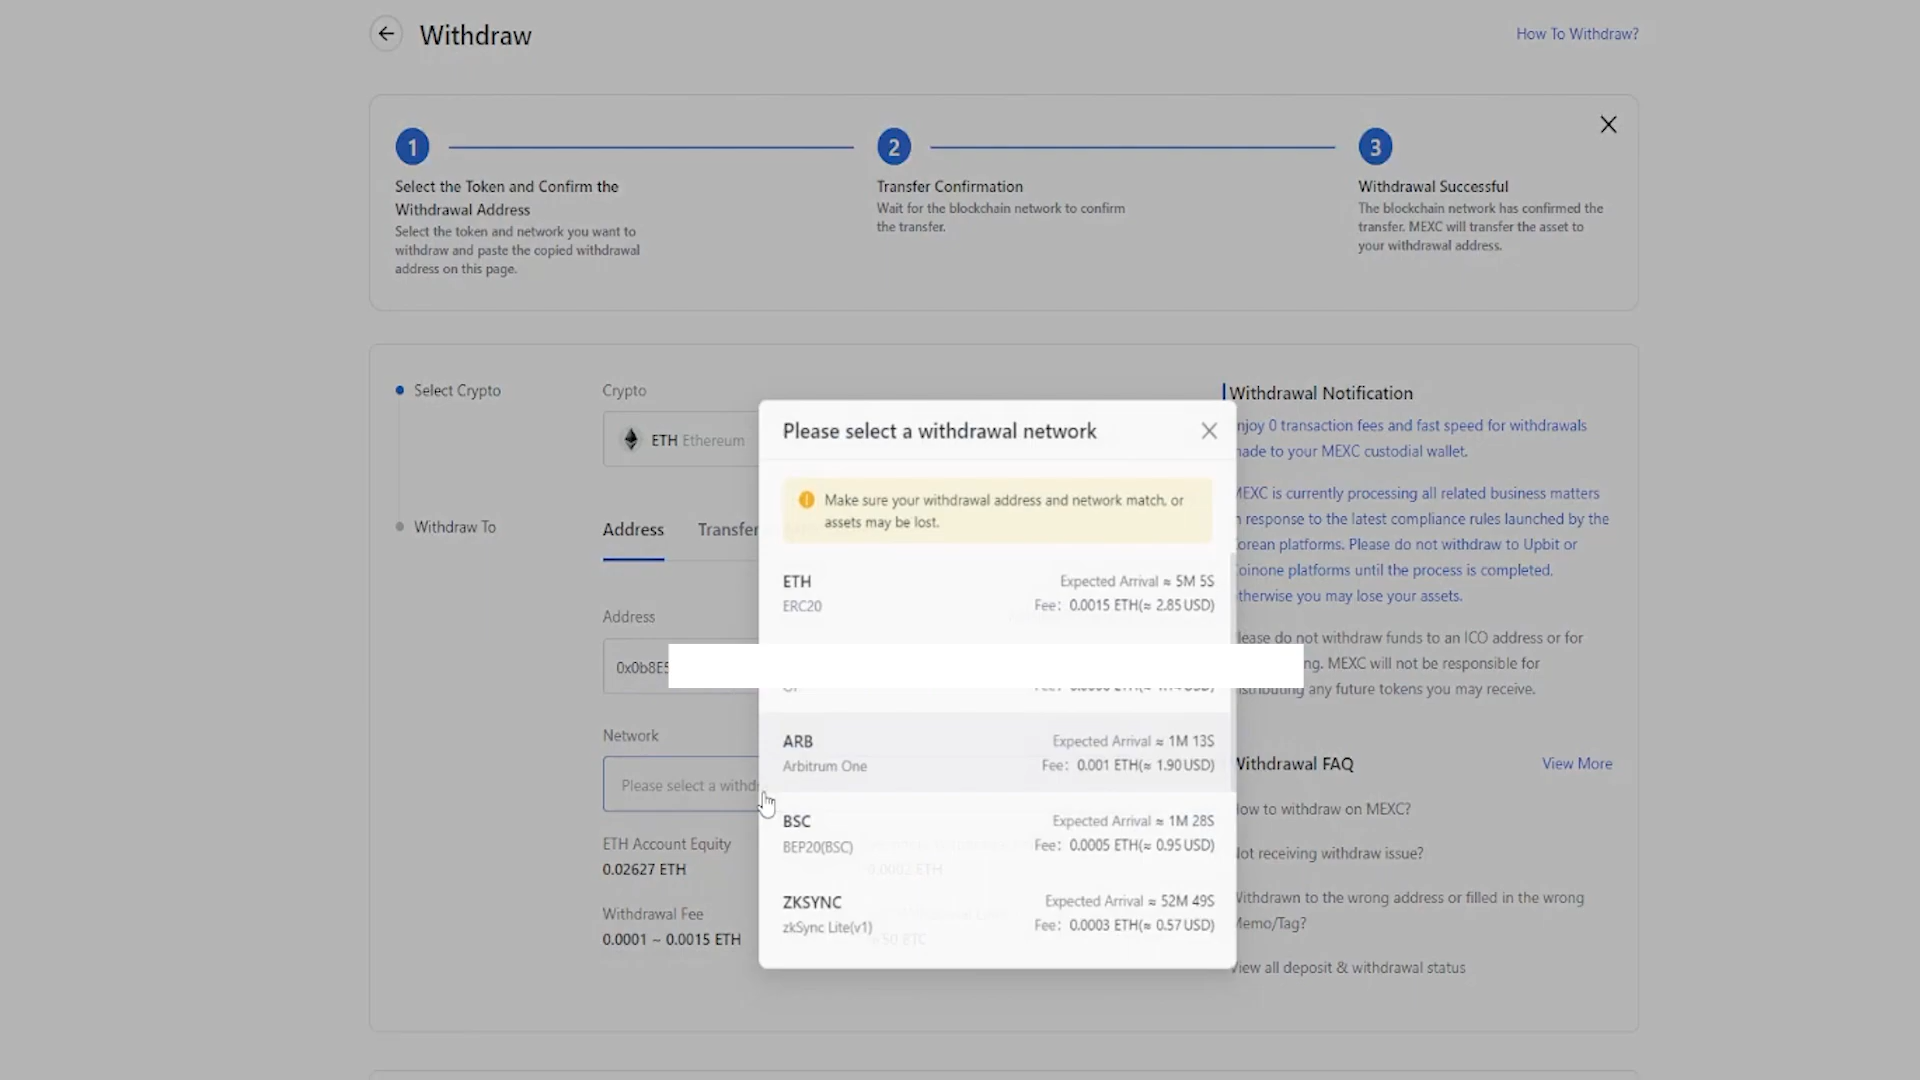 Withdraw
How To Withdraw?
1
2
3
Select the Token and Confirm the
Withdrawal Address
Select the token and network you want to
withdraw and paste the copied withdrawal
address on this page.
Transfer Confirmation
Wait for the blockchain network to confirm
the transfer.
Withdrawal Successful
The blockchain network has confirmed the
transfer. MEXC will transfer the asset to
your withdrawal address.
Select Crypto
Withdraw To
Crypto
ETH Ethereum
Address Transfer
Address
0x0b8E5
Network
Please select a withd
ETH Account Equity
0.02627 ETH
Withdrawal Fee
0.0001 ~ 0.0015 ETH
Please select a withdrawal network
Make sure your withdrawal address and network match, or
assets may be lost.
ETH Expected Arrival ≈ 5M 5S
ERC20 Fee: 0.0015 ETH(≈ 2.85 USD)
ARB Expected Arrival ≈ 1M 13S
Arbitrum One Fee: 0.001 ETH(≈ 1.90 USD)
BSC Expected Arrival ≈ 1M 28S
BEP20(BSC) Fee: 0.0005 ETH(≈ 0.95 USD)
0.0002 ETH
ZKSYNC Expected Arrival ≈ 52M 49S
zkSync Lite(v1) Fee: 0.0003 ETH(≈ 0.57 USD)
Withdrawal Notification
njoy 0 transaction fees and fast speed for withdrawals
ade to your MEXC custodial wallet.
MEXC is currently processing all related business matters
response to the latest compliance rules launched by the
orean platforms. Please do not withdraw to Upbit or
oinone platforms until the process is completed.
therwise you may lose your assets.
lease do not withdraw funds to an ICO address or for
ng. MEXC will not be responsible for
any future tokens you may receive.
Withdrawal FAQ View More
ow to withdraw on MEXC?
ot receiving withdraw issue?
Withdrawn to the wrong address or filled in the wrong
Memo/Tag?
View all deposit & withdrawal status